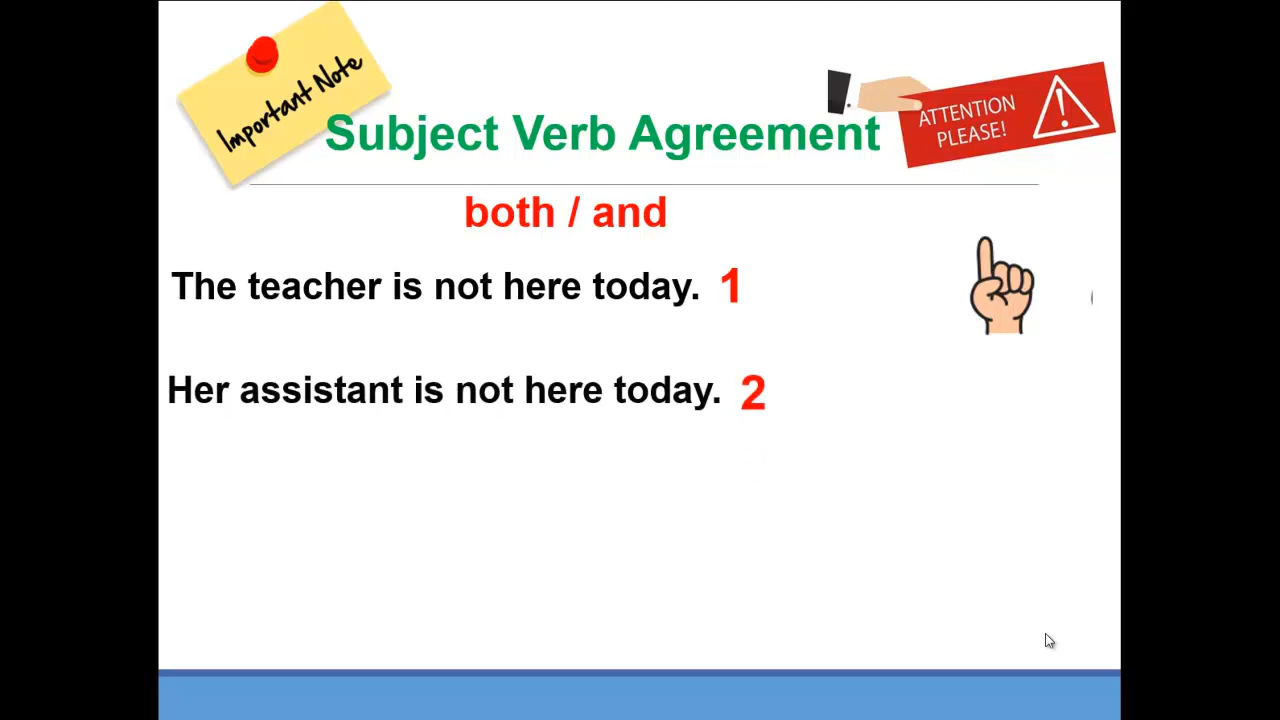 Important Note
ATTENTION
PLEASE!
Subject Verb Agreement
both / and
The teacher is not here today. 1
Her assistant is not here today. 2